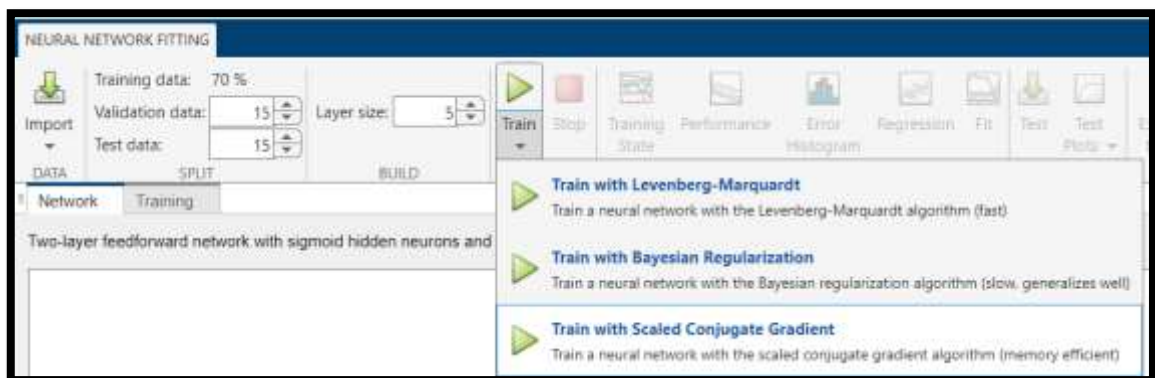 NEURAL NETWORK FITTING
Training data: 70 %
Validation data: 15
Test data: 15
Layer size: 5
Import
Train
Stop
Training State
Performance
Error Histogram
Regression
Fit
Test
Test Plots
DATA
SPLIT
BUILD
Network
Training
Two-layer feedforward network with sigmoid hidden neurons and
Train with Levenberg-Marquardt
Train a neural network with the Levenberg-Marquardt algorithm (fast)
Train with Bayesian Regularization
Train a neural network with the Bayesian regularization algorithm (slow, generalizes well)
Train with Scaled Conjugate Gradient
Train a neural network with the scaled conjugate gradient algorithm (memory efficient)